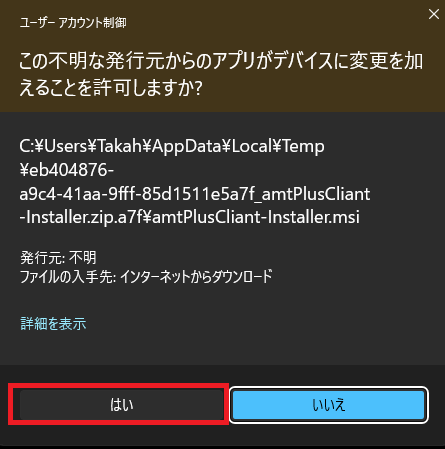 ユーザー アカウント制御
この不明な発行元からのアプリがデバイスに変更を加
えることを許可しますか?
C:¥Users¥Takah¥AppData¥Local¥Temp
¥eb404876-
a9c4-41aa-9fff-85d1511e5a7f_amtPlusCliant
-Installer.zip.a7f¥amtPlusCliant-Installer.msi
発行元: 不明
ファイルの入手先: インターネットからダウンロード
詳細を表示
はい
いいえ